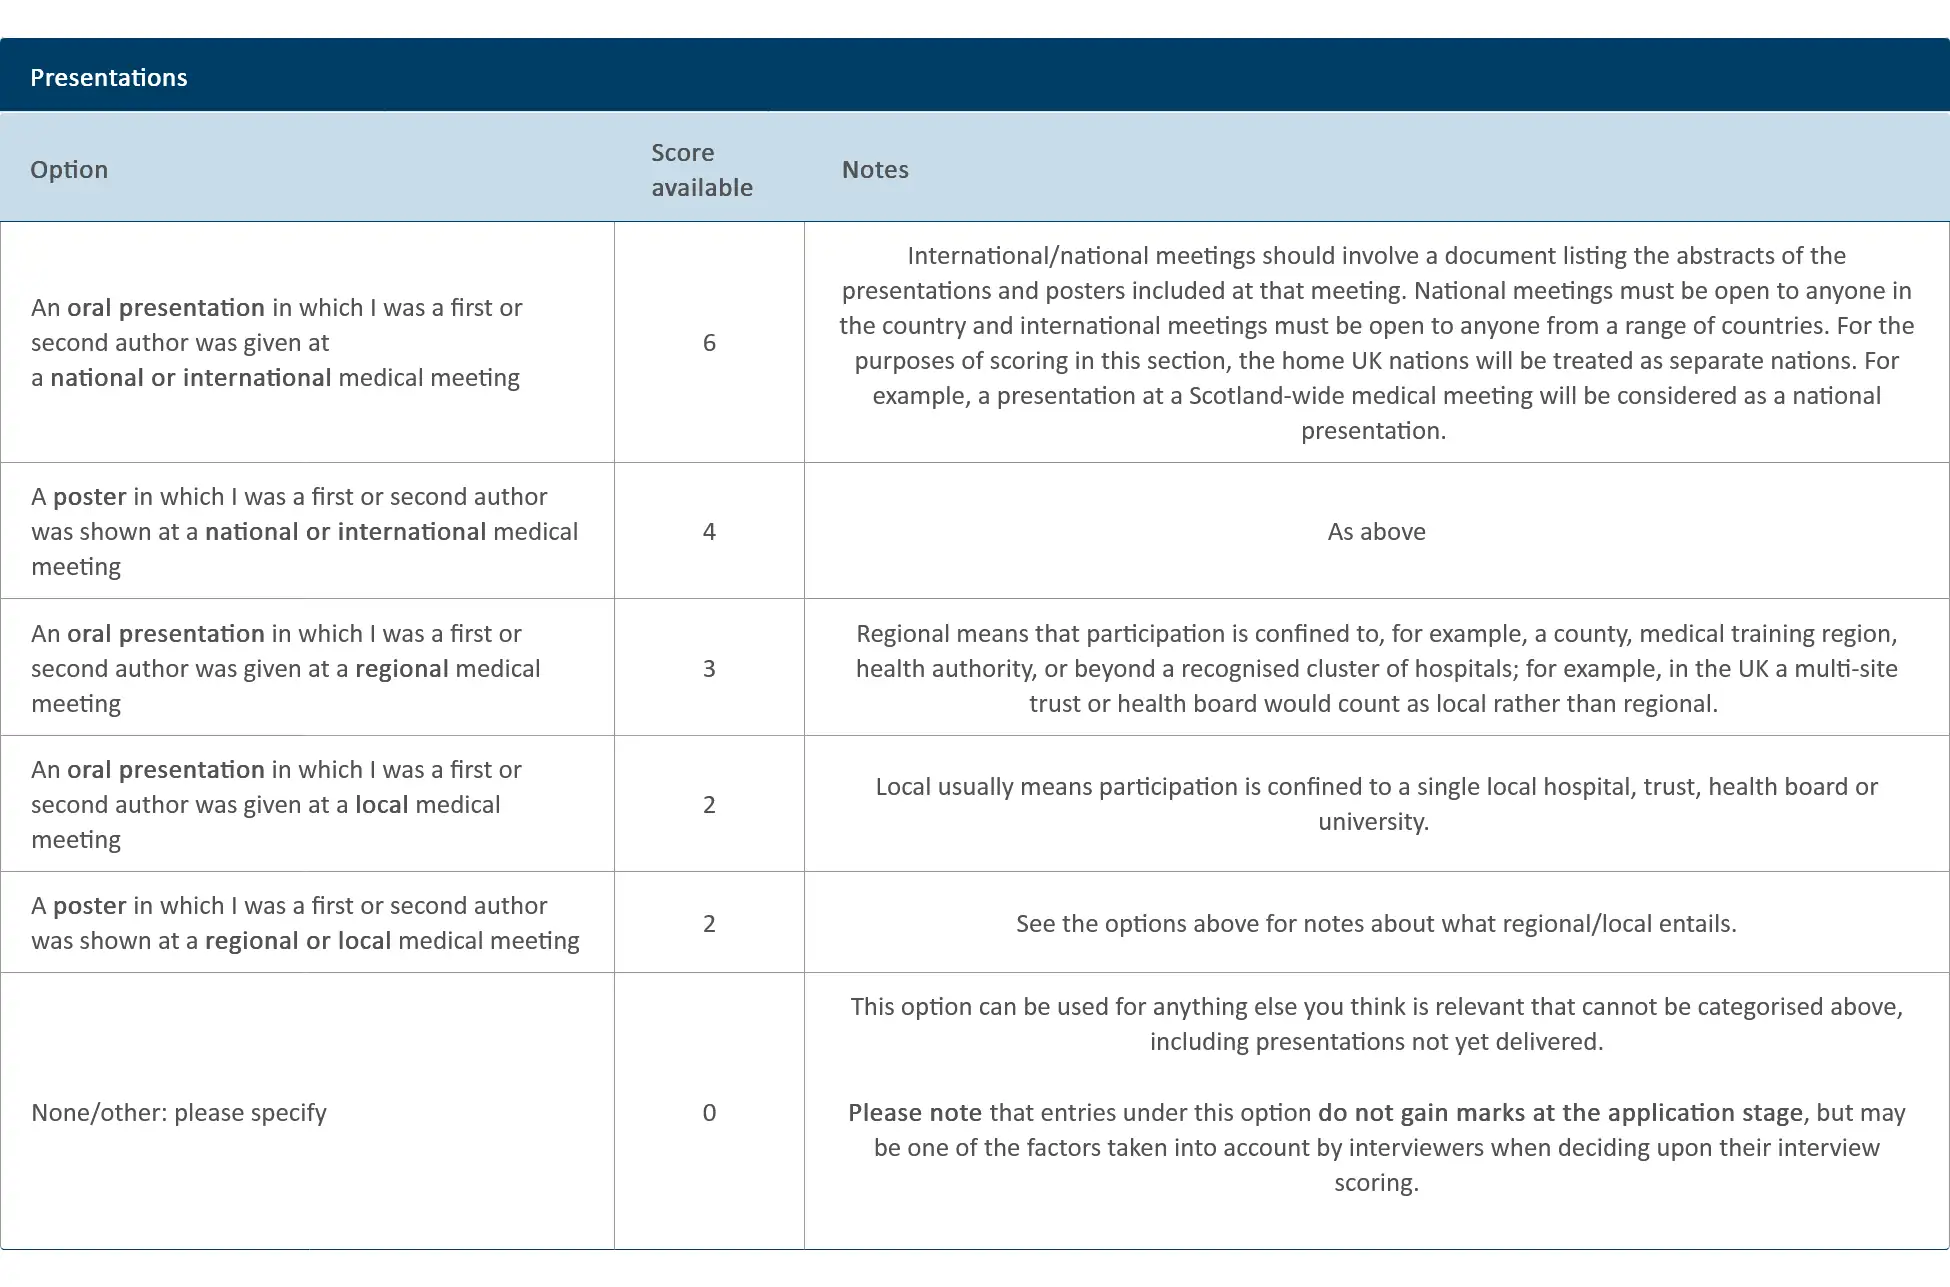 Presentations
Option
Score
available
Notes
An oral presentation in which I was a first or
second author was given at
a national or international medical meeting
6
International/national meetings should involve a document listing the abstracts of the
presentations and posters included at that meeting. National meetings must be open to anyone in
the country and international meetings must be open to anyone from a range of countries. For the
purposes of scoring in this section, the home UK nations will be treated as separate nations. For
example, a presentation at a Scotland-wide medical meeting will be considered as a national
presentation.
A poster in which I was a first or second author
was shown at a national or international medical
meeting
4
As above
An oral presentation in which I was a first or
second author was given at a regional medical
meeting
3
Regional means that participation is confined to, for example, a county, medical training region,
health authority, or beyond a recognised cluster of hospitals; for example, in the UK a multi-site
trust or health board would count as local rather than regional.
An oral presentation in which I was a first or
second author was given at a local medical
meeting
2
Local usually means participation is confined to a single local hospital, trust, health board or
university.
A poster in which I was a first or second author
was shown at a regional or local medical meeting
2
See the options above for notes about what regional/local entails.
None/other: please specify
0
This option can be used for anything else you think is relevant that cannot be categorised above,
including presentations not yet delivered.
Please note that entries under this option do not gain marks at the application stage, but may
be one of the factors taken into account by interviewers when deciding upon their interview
scoring.